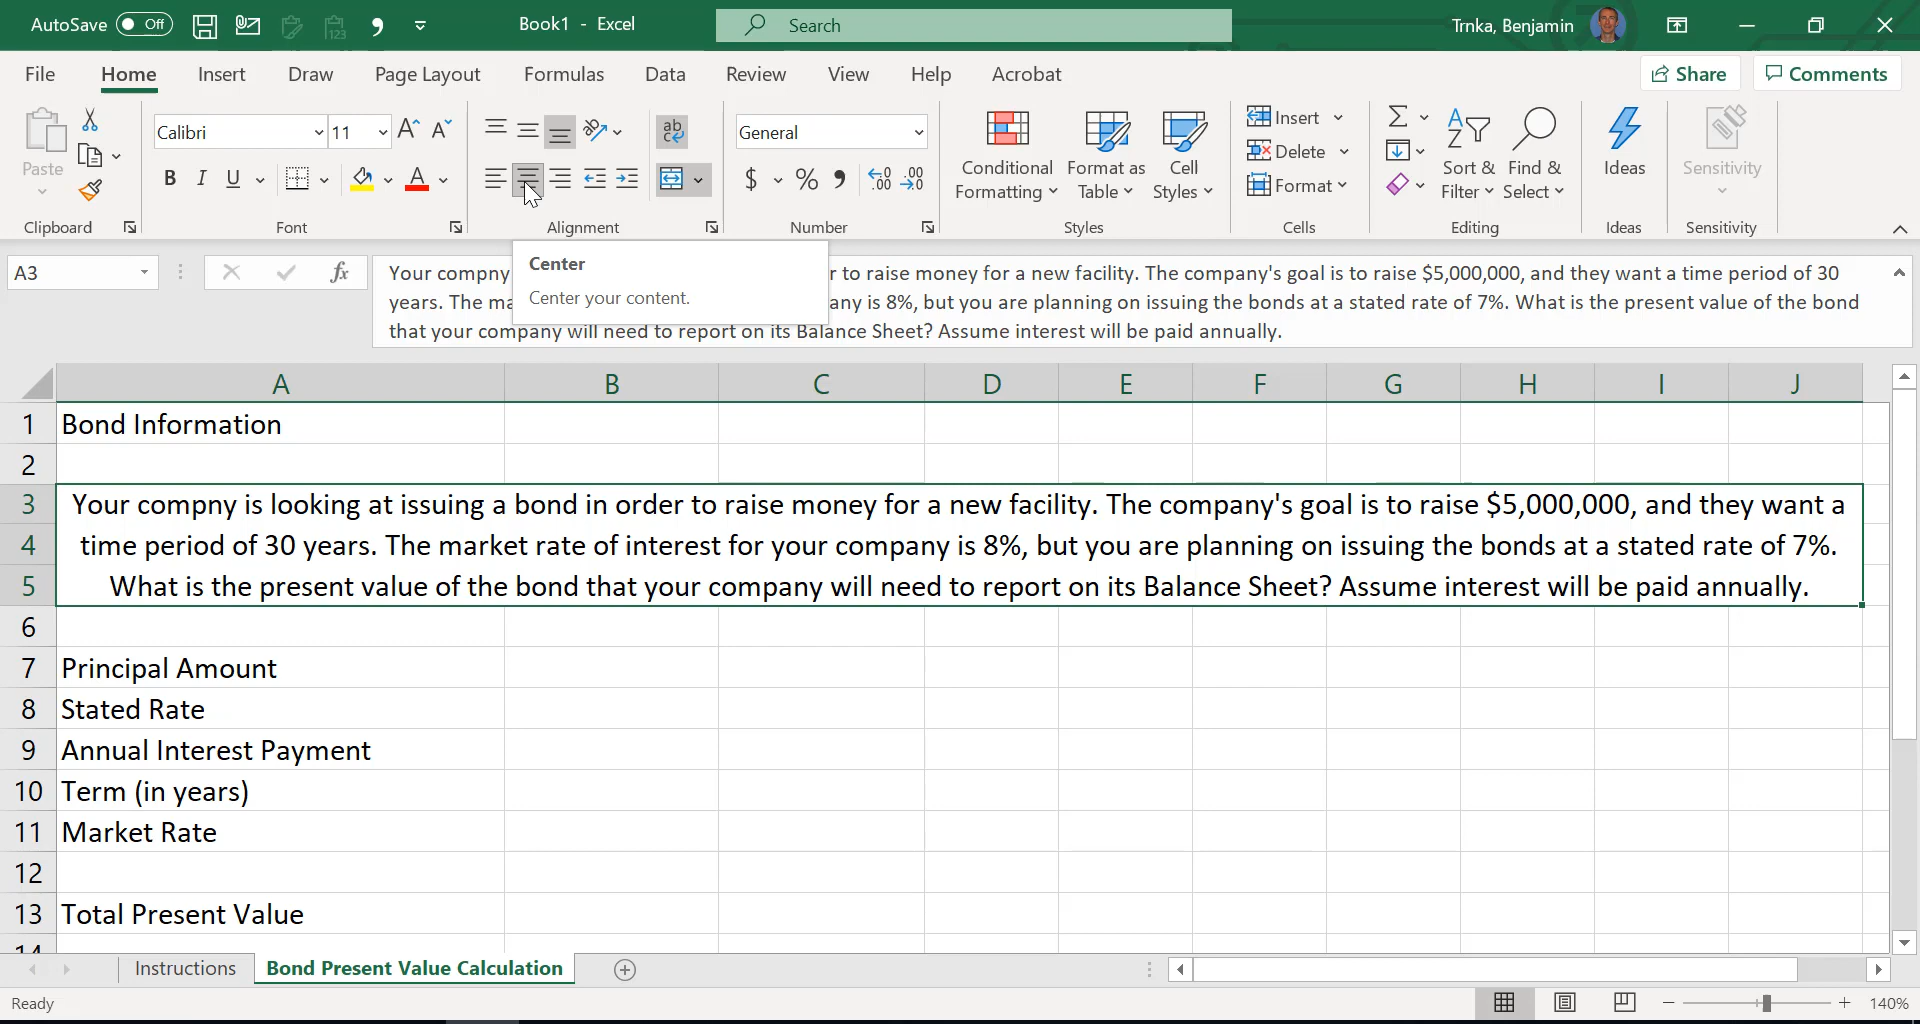 AutoSave Off Book1 - Excel Search Trnka, Benjamin
File Home Insert Draw Page Layout Formulas Data Review View Help Acrobat Share Comments
Calibri 11 General
Paste
B I U $ %
Conditional Formatting
Format as Table
Cell Styles
Insert
Delete
Format
Sort & Filter
Find & Select
Ideas
Sensitivity
Clipboard Font Alignment Number Styles Cells Editing Ideas Sensitivity
Center
Center your content.
A3 fx
Your compny r to raise money for a new facility. The company's goal is to raise $5,000,000, and they want a time period of 30
years. The ma any is 8%, but you are planning on issuing the bonds at a stated rate of 7%. What is the present value of the bond
that your company will need to report on its Balance Sheet? Assume interest will be paid annually.
A B C D E F G H I J
1 Bond Information
2
3 Your compny is looking at issuing a bond in order to raise money for a new facility. The company's goal is to raise $5,000,000, and they want a
4 time period of 30 years. The market rate of interest for your company is 8%, but you are planning on issuing the bonds at a stated rate of 7%.
5 What is the present value of the bond that your company will need to report on its Balance Sheet? Assume interest will be paid annually.
6
7 Principal Amount
8 Stated Rate
9 Annual Interest Payment
10 Term (in years)
11 Market Rate
12
13 Total Present Value
14
Instructions Bond Present Value Calculation
Ready 140%